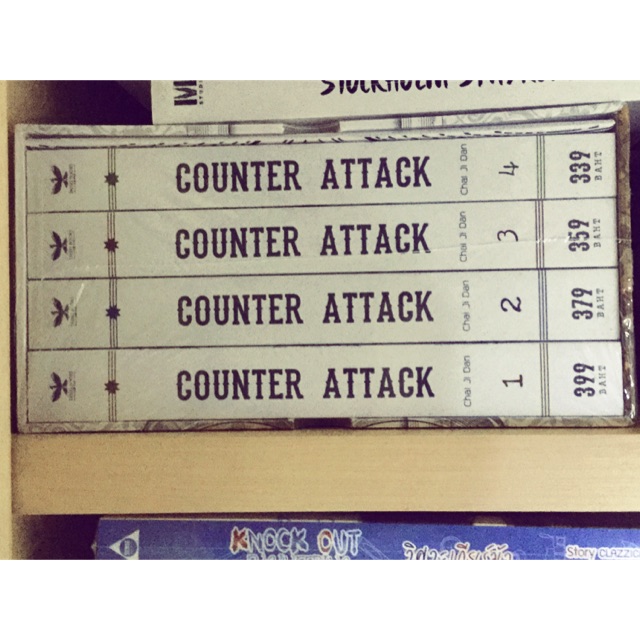 STOCKHOLM
COUNTER ATTACK Chai Ji Dan 4 339 BAHT
COUNTER ATTACK Chai Ji Dan 3 359 BAHT
COUNTER ATTACK Chai Ji Dan 2 379 BAHT
COUNTER ATTACK Chai Ji Dan 1 399 BAHT
KNOCK OUT Story CLAZZIC